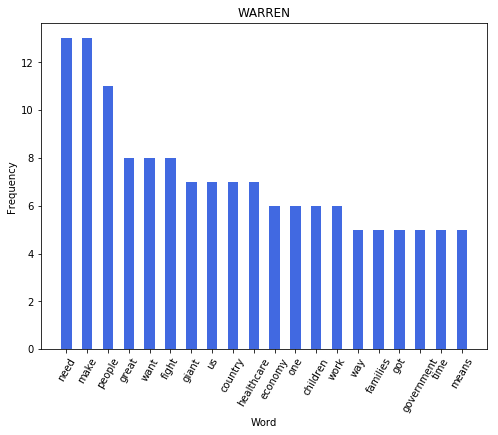 WARREN
Frequency
12
10
8
6
4
2
0
need make people great want fight giant us country healthcare economy one children work way families got government time means
Word